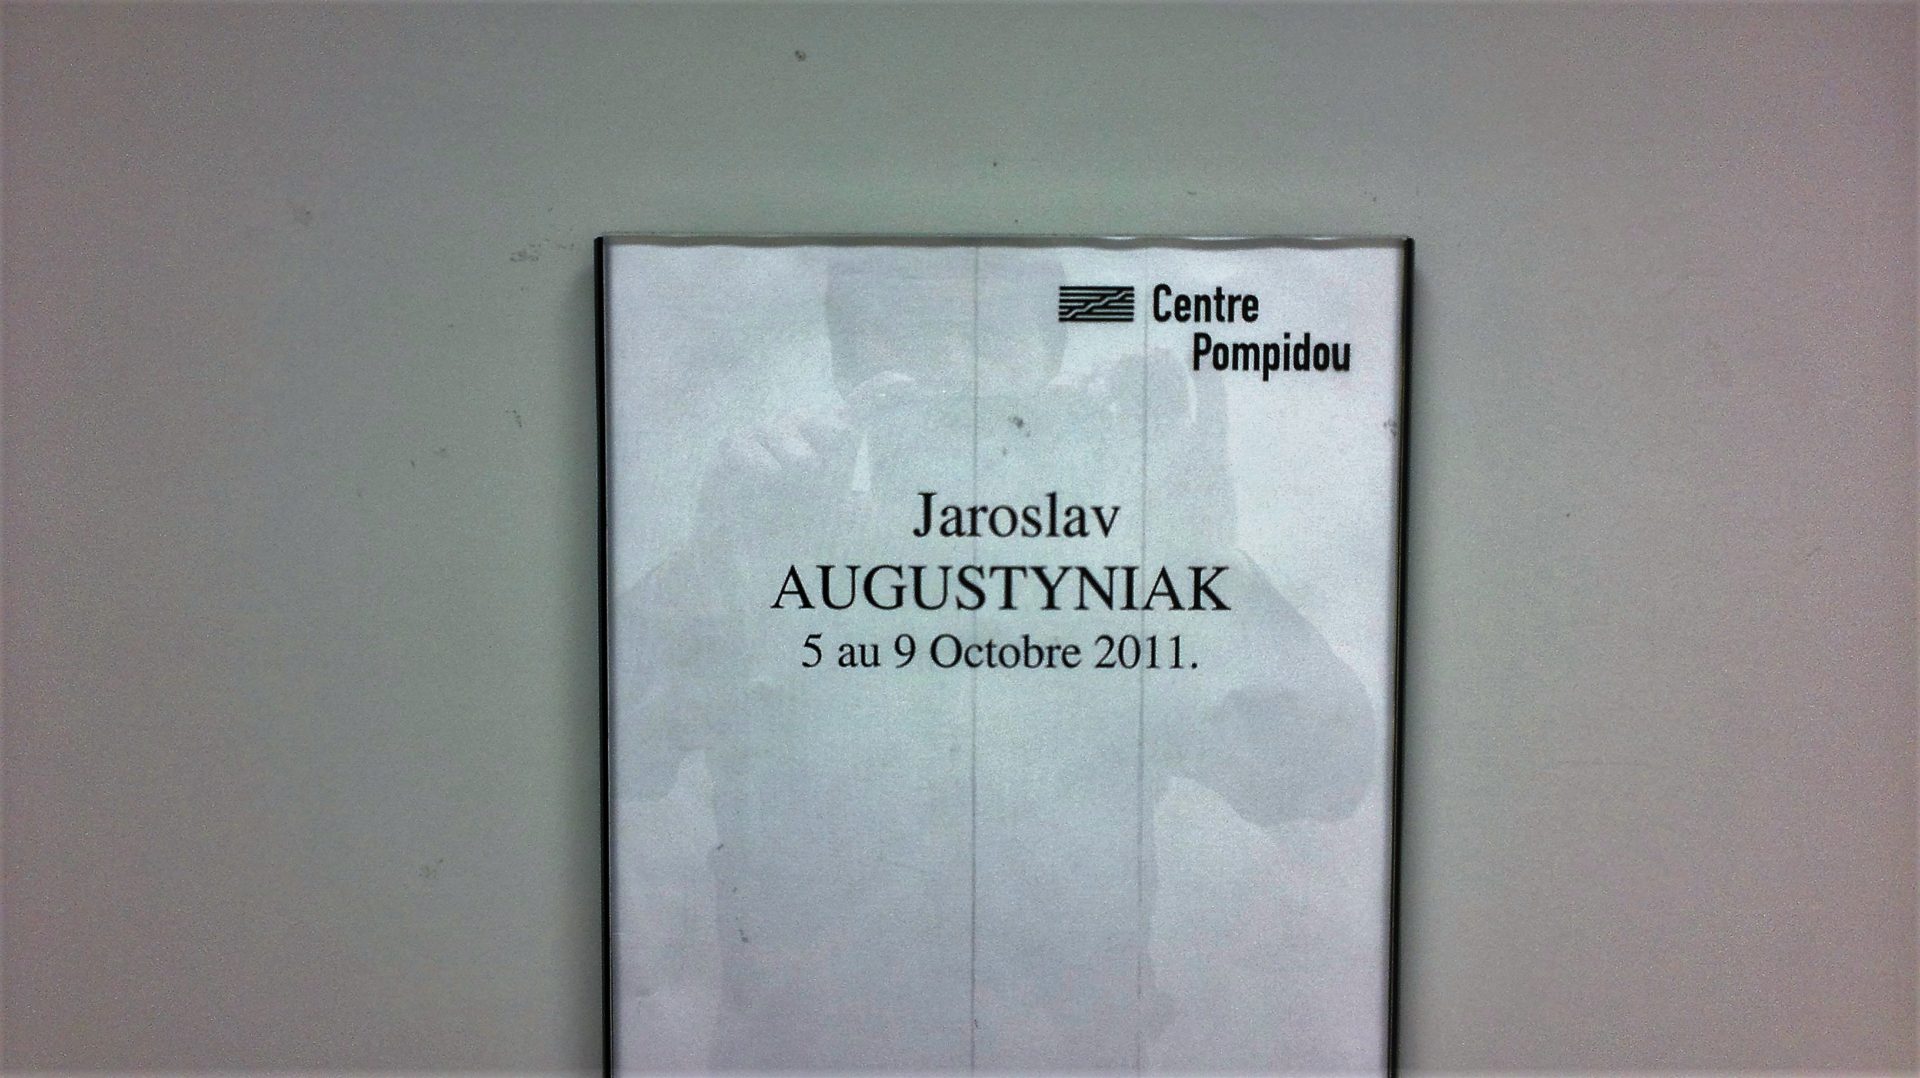 Centre
Pompidou
Jaroslav
AUGUSTYNIAK
5 au 9 Octobre 2011.